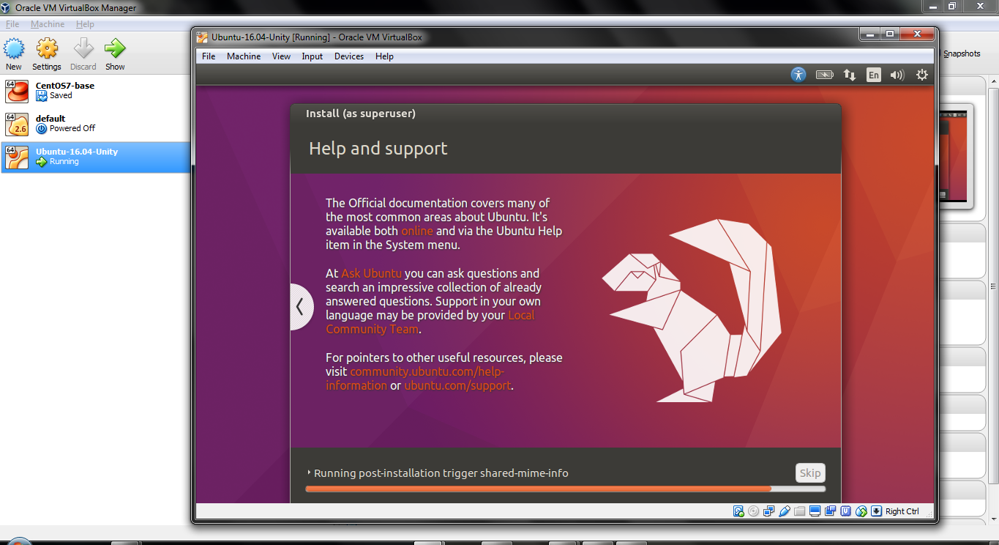 Oracle VM VirtualBox Manager
File Machine Help
New Settings Discard Show
Snapshots
64
CentOS7-base
Saved
64
2.6
default
Powered Off
64
Ubuntu-16.04-Unity
Running
Ubuntu-16.04-Unity [Running] - Oracle VM VirtualBox
File Machine View Input Devices Help
En
Install (as superuser)
Help and support
The Official documentation covers many of
the most common areas about Ubuntu. It's
available both online and via the Ubuntu Help
item in the System menu.
At Ask Ubuntu you can ask questions and
search an impressive collection of already
answered questions. Support in your own
language may be provided by your Local
Community Team.
For pointers to other useful resources, please
visit community.ubuntu.com/help-
information or ubuntu.com/support.
Running post-installation trigger shared-mime-info
Skip
Right Ctrl